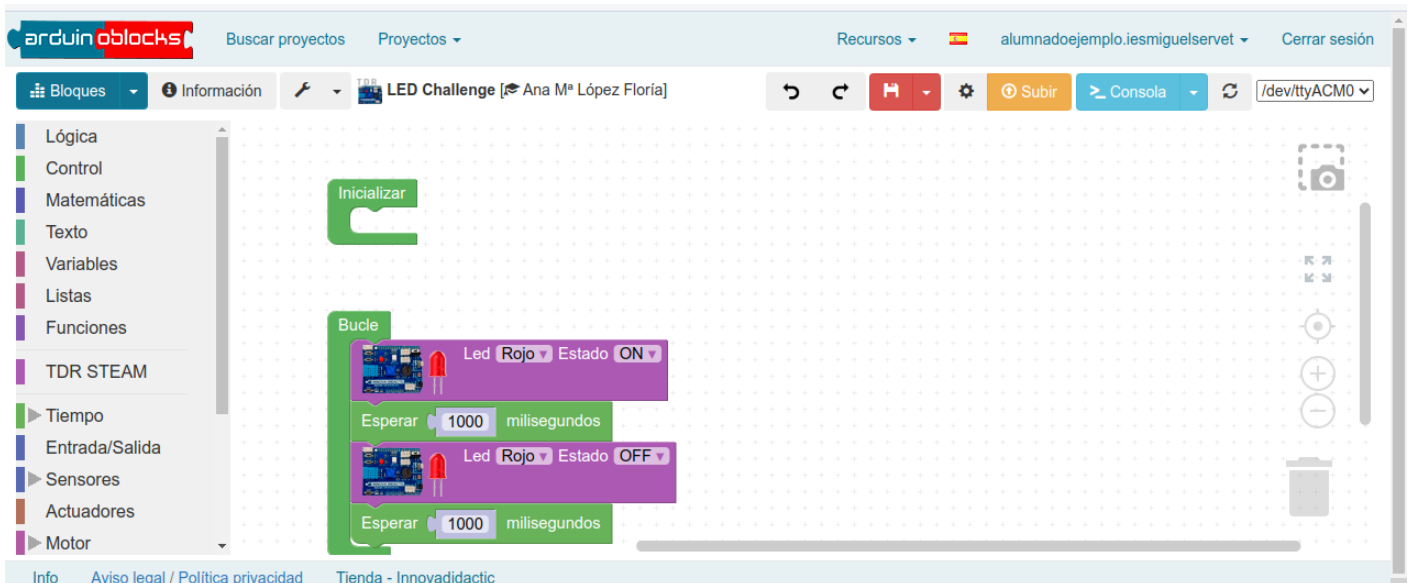 arduinoblocks Buscar proyectos Proyectos Recursos alumnadoejemplo.iesmiguelservet Cerrar sesión
Bloques Información TDR LED Challenge [ Ana Mª López Floría] Subir >_ Consola /dev/ttyACM0
Lógica
Control
Matemáticas
Texto
Variables
Listas
Funciones
TDR STEAM
Tiempo
Entrada/Salida
Sensores
Actuadores
Motor
Inicializar
Bucle
Led Rojo Estado ON
Esperar 1000 milisegundos
Led Rojo Estado OFF
Esperar 1000 milisegundos
Info Aviso legal / Política privacidad Tienda - Innovadidactic